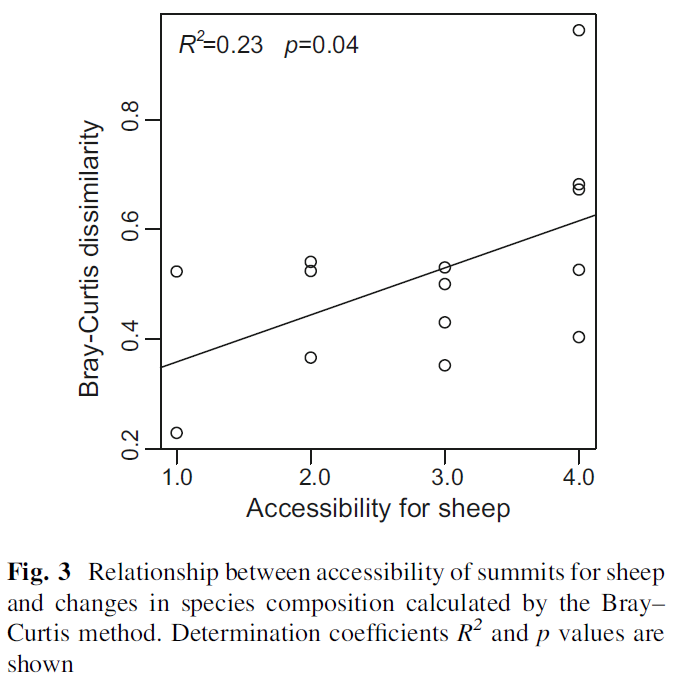 R²=0.23 p=0.04
Bray-Curtis dissimilarity
0.8
0.6
0.4
0.2
1.0 2.0 3.0 4.0
Accessibility for sheep
Fig. 3 Relationship between accessibility of summits for sheep
and changes in species composition calculated by the Bray–
Curtis method. Determination coefficients R² and p values are
shown